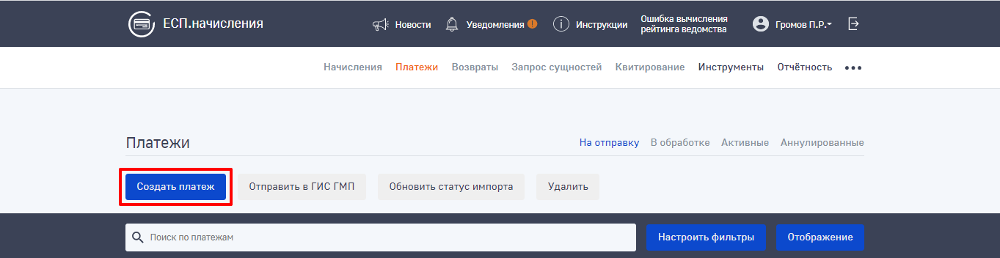 ЕСП.начисления
Новости
Уведомления
Инструкции
Ошибка вычисления
рейтинга ведомства
Громов П.Р.
Начисления
Платежи
Возвраты
Запрос сущностей
Квитирование
Инструменты
Отчётность
Платежи
На отправку
В обработке
Активные
Аннулированные
Создать платеж
Отправить в ГИС ГМП
Обновить статус импорта
Удалить
Поиск по платежам
Настроить фильтры
Отображение